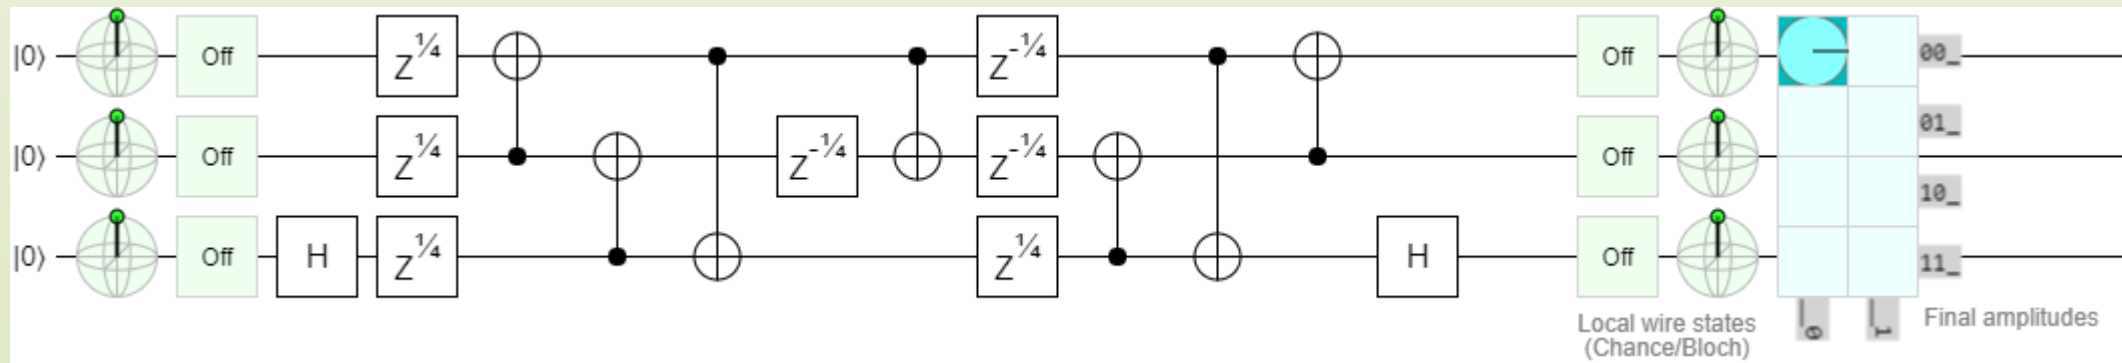 |0⟩ Off Z¼ Z-¼ Off 00_
01_
|0⟩ Off Z¼ Z-¼ Z-¼ Off
10_
|0⟩ Off H Z¼ Z¼ H Off 11_
|0 |1
Local wire states
(Chance/Bloch)
Final amplitudes